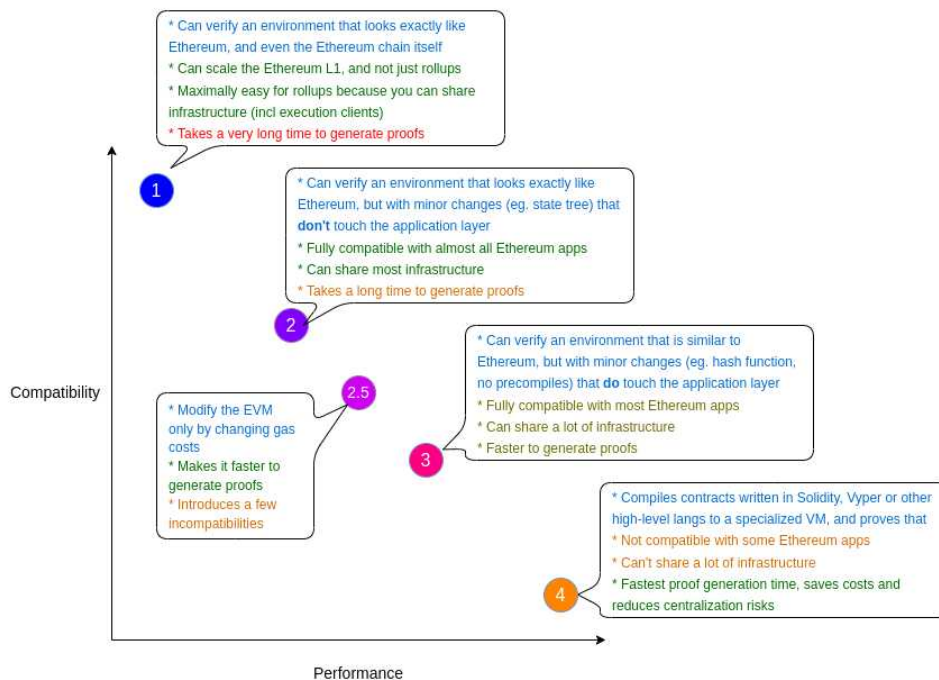 * Can verify an environment that looks exactly like
Ethereum, and even the Ethereum chain itself
* Can scale the Ethereum L1, and not just rollups
* Maximally easy for rollups because you can share
infrastructure (incl execution clients)
* Takes a very long time to generate proofs
1
* Can verify an environment that looks exactly like
Ethereum, but with minor changes (eg. state tree) that
don't touch the application layer
* Fully compatible with almost all Ethereum apps
* Can share most infrastructure
* Takes a long time to generate proofs
2
* Can verify an environment that is similar to
Ethereum, but with minor changes (eg. hash function,
no precompiles) that do touch the application layer
* Fully compatible with most Ethereum apps
* Can share a lot of infrastructure
* Faster to generate proofs
Compatibility
2.5
* Modify the EVM
only by changing gas
costs
* Makes it faster to
generate proofs
* Introduces a few
incompatibilities
3
* Compiles contracts written in Solidity, Vyper or other
high-level langs to a specialized VM, and proves that
* Not compatible with some Ethereum apps
* Can't share a lot of infrastructure
* Fastest proof generation time, saves costs and
reduces centralization risks
4
Performance